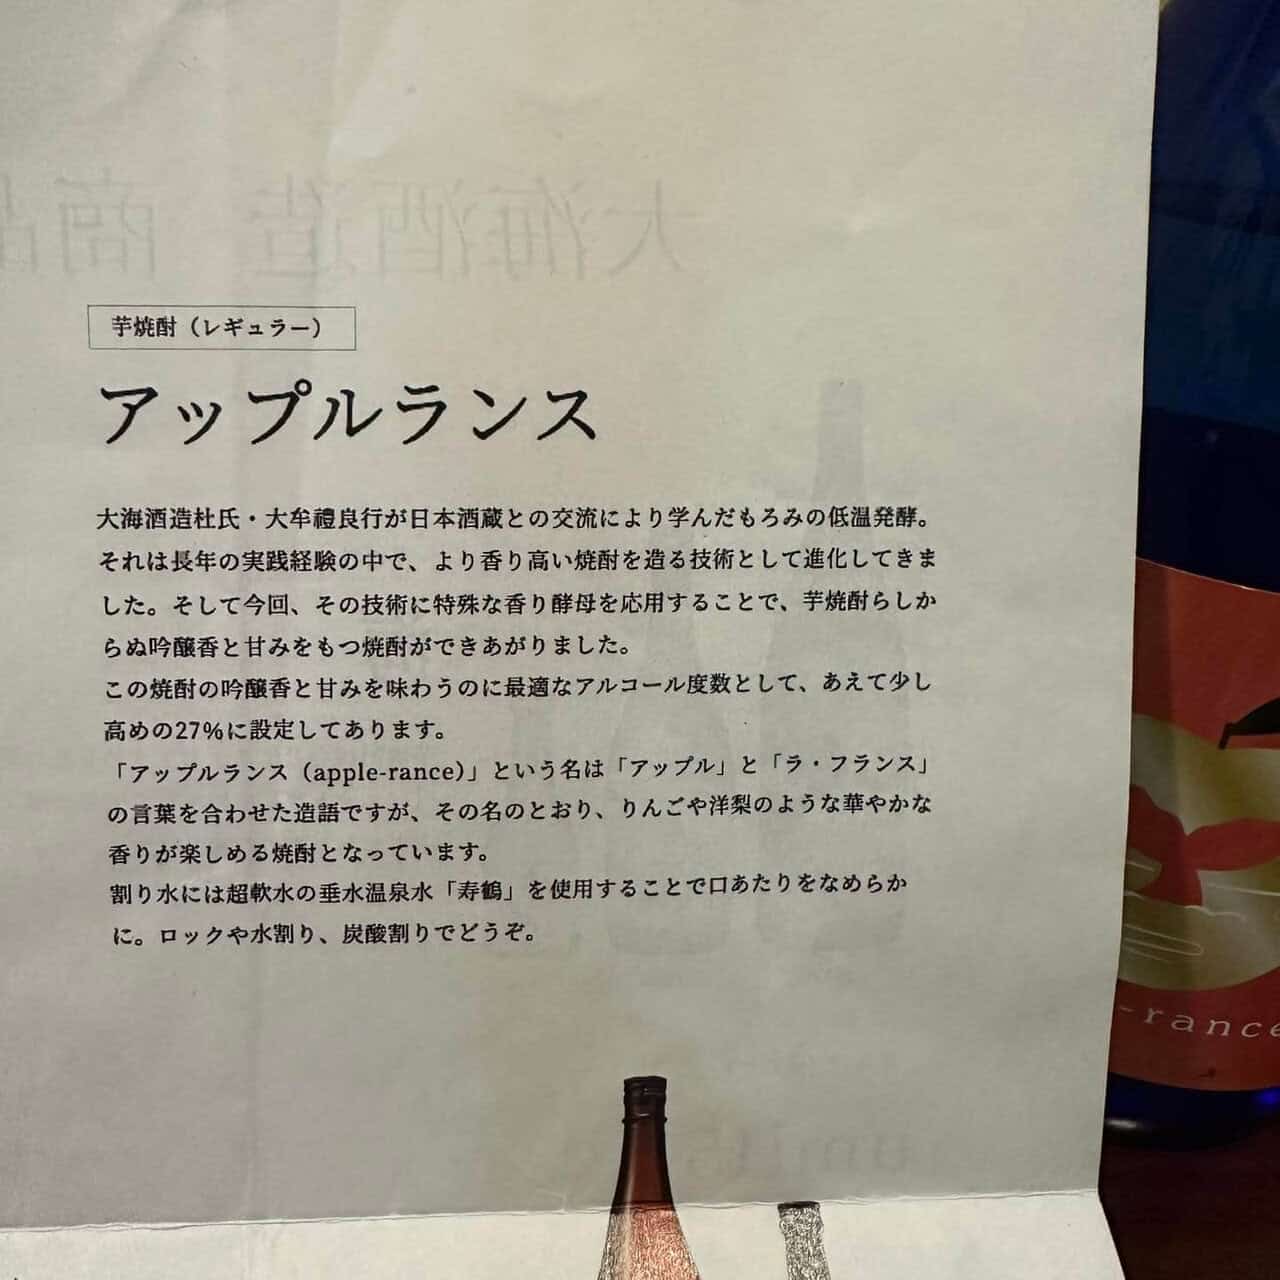 大海酒造 商
芋焼酎（レギュラー）
アップルランス
大海酒造杜氏・大牟禮良行が日本酒蔵との交流により学んだもろみの低温発酵。
それは長年の実践経験の中で、より香り高い焼酎を造る技術として進化してきま
した。そして今回、その技術に特殊な香り酵母を応用することで、芋焼酎らしか
らぬ吟醸香と甘みをもつ焼酎ができあがりました。
この焼酎の吟醸香と甘みを味わうのに最適なアルコール度数として、あえて少し
高めの27%に設定してあります。
「アップルランス（apple-rance）」という名は「アップル」と「ラ・フランス」
の言葉を合わせた造語ですが、その名のとおり、りんごや洋梨のような華やかな
香りが楽しめる焼酎となっています。
割り水には超軟水の垂水温泉水「寿鶴」を使用することで口あたりをなめらか
に。ロックや水割り、炭酸割りでどうぞ。
-rance